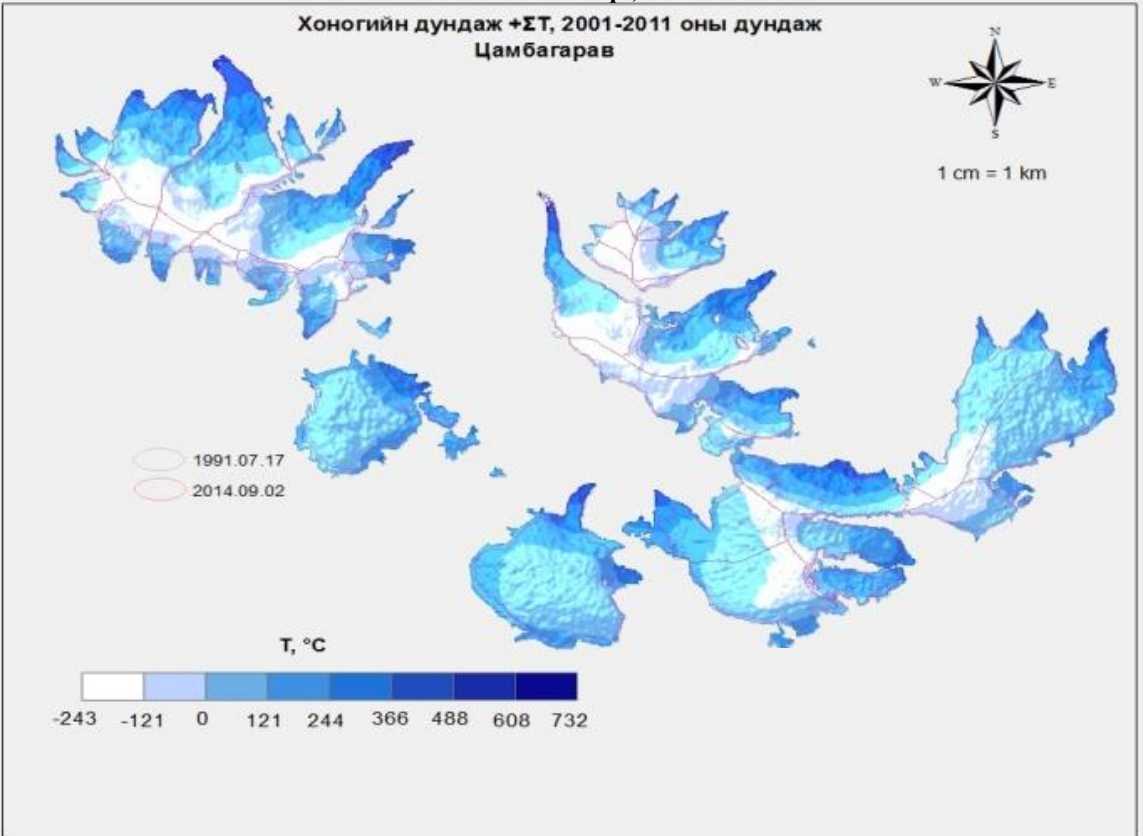 Хоногийн дундаж +ΣT, 2001-2011 оны дундаж
Цамбагарав
N
W E
S
1 cm = 1 km
1991.07.17
2014.09.02
T, °C
-243 -121 0 121 244 366 488 608 732